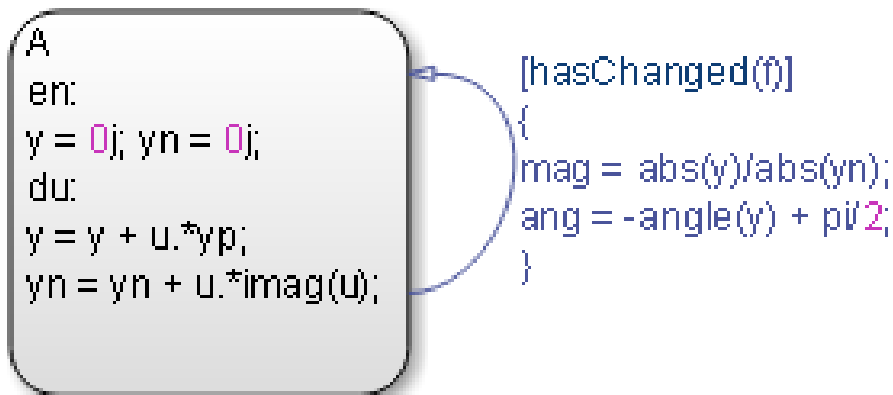 A
en:
y = 0j; yn = 0j;
du:
y = y + u.*yp;
yn = yn + u.*imag(u);
[hasChanged(f)]
{
mag = abs(y)/abs(yn);
ang = -angle(y) + pi/2;
}